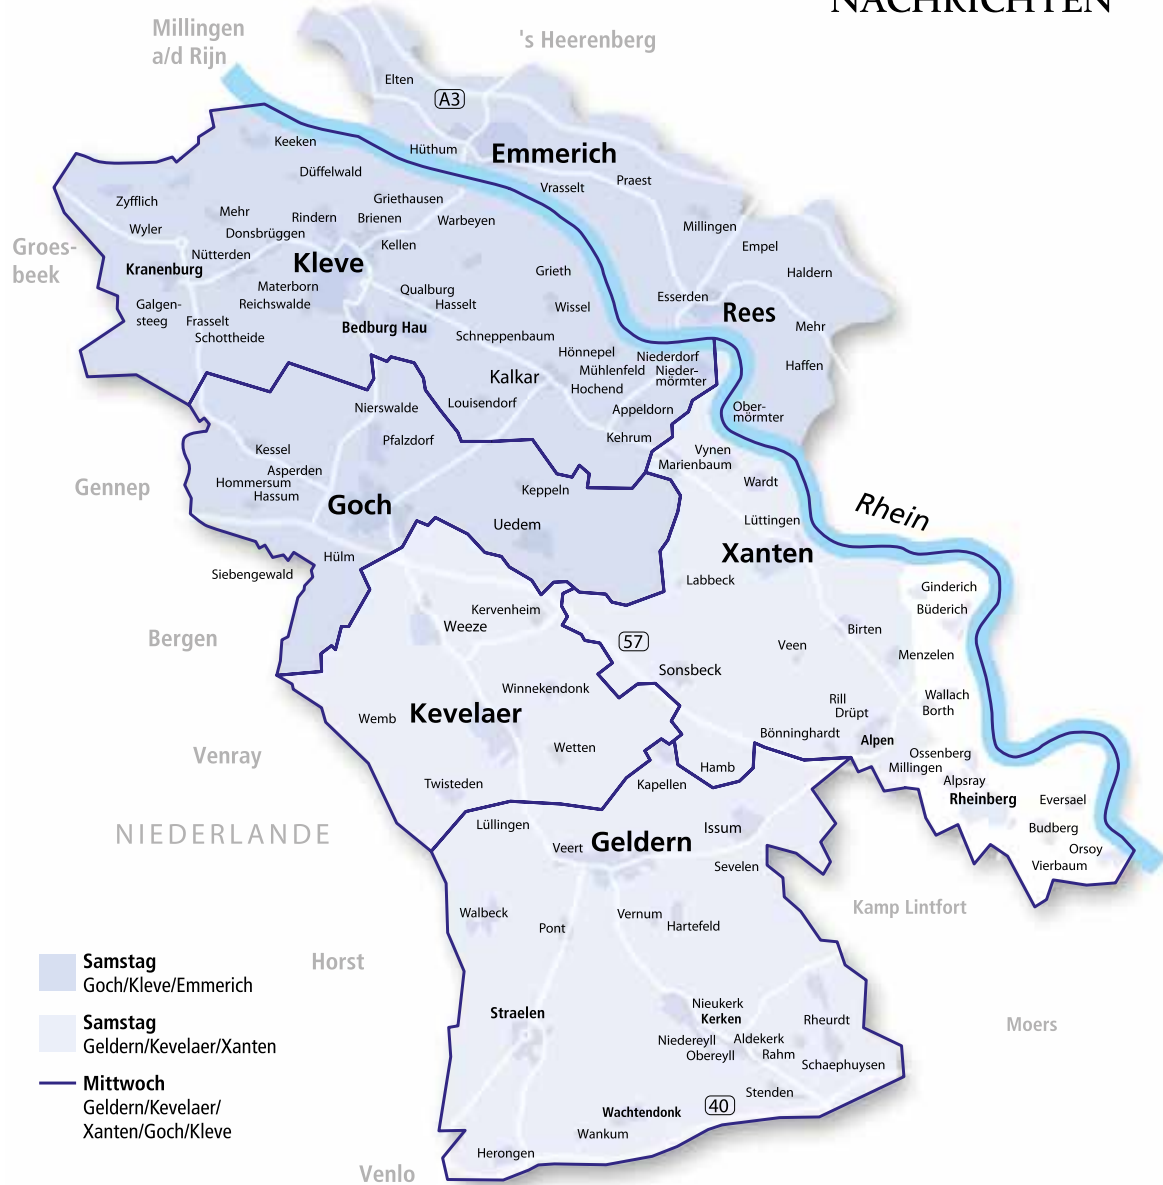 NACHRICHTEN
Millingen
a/d Rijn
's Heerenberg
Elten
A3
Keeken
Hüthum
Emmerich
Düffelwald
Vrasselt
Praest
Zyfflich
Griethausen
Mehr
Rindern
Brienen
Warbeyen
Millingen
Wyler
Donsbrüggen
Empel
Groes-
beek
Nütterden
Kellen
Kranenburg
Kleve
Grieth
Haldern
Materborn
Qualburg
Galgen-
steeg
Reichswalde
Hasselt
Wissel
Esserden
Rees
Frasselt
Schottheide
Bedburg Hau
Schneppenbaum
Mehr
Hönnepel
Niederdorf
Haffen
Mühlenfeld
Nieder-
mörmter
Kalkar
Hochend
Nierswalde
Louisendorf
Appeldorn
Ober-
mörmter
Pfalzdorf
Kehrum
Kessel
Vynen
Marienbaum
Asperden
Hommersum
Hassum
Wardt
Gennep
Keppeln
Goch
Uedem
Lüttingen
Rhein
Xanten
Hülm
Siebengewald
Labbeck
Ginderich
Büderich
Kervenheim
Weeze
Birten
Bergen
57
Veen
Menzelen
Sonsbeck
Winnekendonk
Rill
Drüpt
Wallach
Borth
Wemb
Kevelaer
Bönninghardt
Alpen
Wetten
Venray
Ossenberg
Millingen
Hamb
Twisteden
Kapellen
Alpsray
Rheinberg
Eversael
NIEDERLANDE
Lüllingen
Issum
Budberg
Veert
Geldern
Orsoy
Sevelen
Vierbaum
Walbeck
Vernum
Kamp Lintfort
Pont
Hartefeld
Horst
Nieukerk
Straelen
Kerken
Rheurdt
Moers
Niedereyll
Aldekerk
Obereyll
Rahm
Schaephuysen
Stenden
Wachtendonk
40
Wankum
Herongen
Venlo
Samstag
Goch/Kleve/Emmerich
Samstag
Geldern/Kevelaer/Xanten
Mittwoch
Geldern/Kevelaer/
Xanten/Goch/Kleve